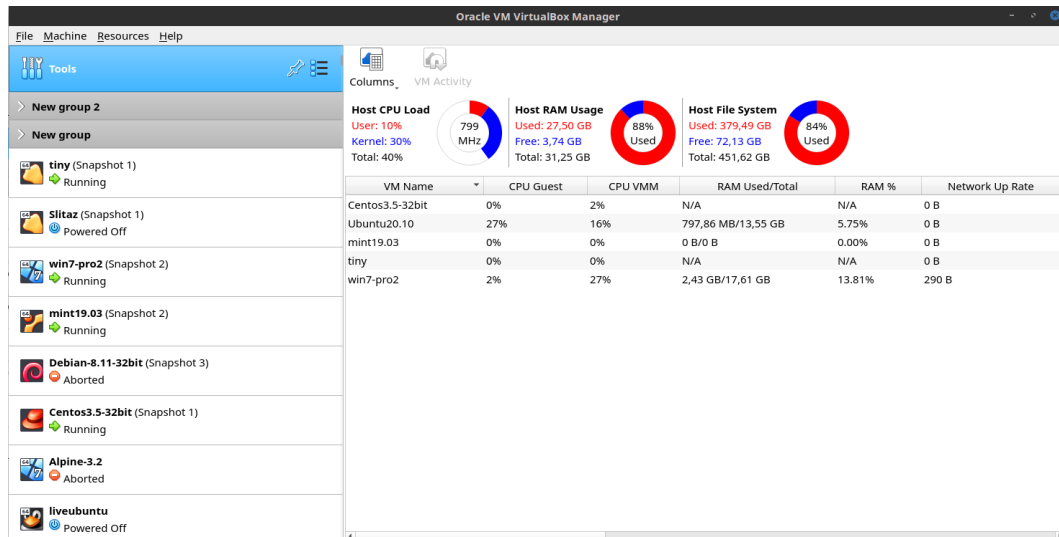 Oracle VM VirtualBox Manager
File Machine Resources Help
Tools
New group 2
New group
tiny (Snapshot 1)
Running
Slitaz (Snapshot 1)
Powered Off
win7-pro2 (Snapshot 2)
Running
mint19.03 (Snapshot 2)
Running
Debian-8.11-32bit (Snapshot 3)
Aborted
Centos3.5-32bit (Snapshot 1)
Running
Alpine-3.2
Aborted
liveubuntu
Powered Off
Columns VM Activity
Host CPU Load
User: 10%
Kernel: 30%
Total: 40%
799
MHz
Host RAM Usage
Used: 27,50 GB
Free: 3,74 GB
Total: 31,25 GB
88%
Used
Host File System
Used: 379,49 GB
Free: 72,13 GB
Total: 451,62 GB
84%
Used
VM Name CPU Guest CPU VMM RAM Used/Total RAM % Network Up Rate
Centos3.5-32bit 0% 2% N/A N/A 0 B
Ubuntu20.10 27% 16% 797,86 MB/13,55 GB 5.75% 0 B
mint19.03 0% 0% 0 B/0 B 0.00% 0 B
tiny 0% 0% N/A N/A 0 B
win7-pro2 2% 27% 2,43 GB/17,61 GB 13.81% 290 B